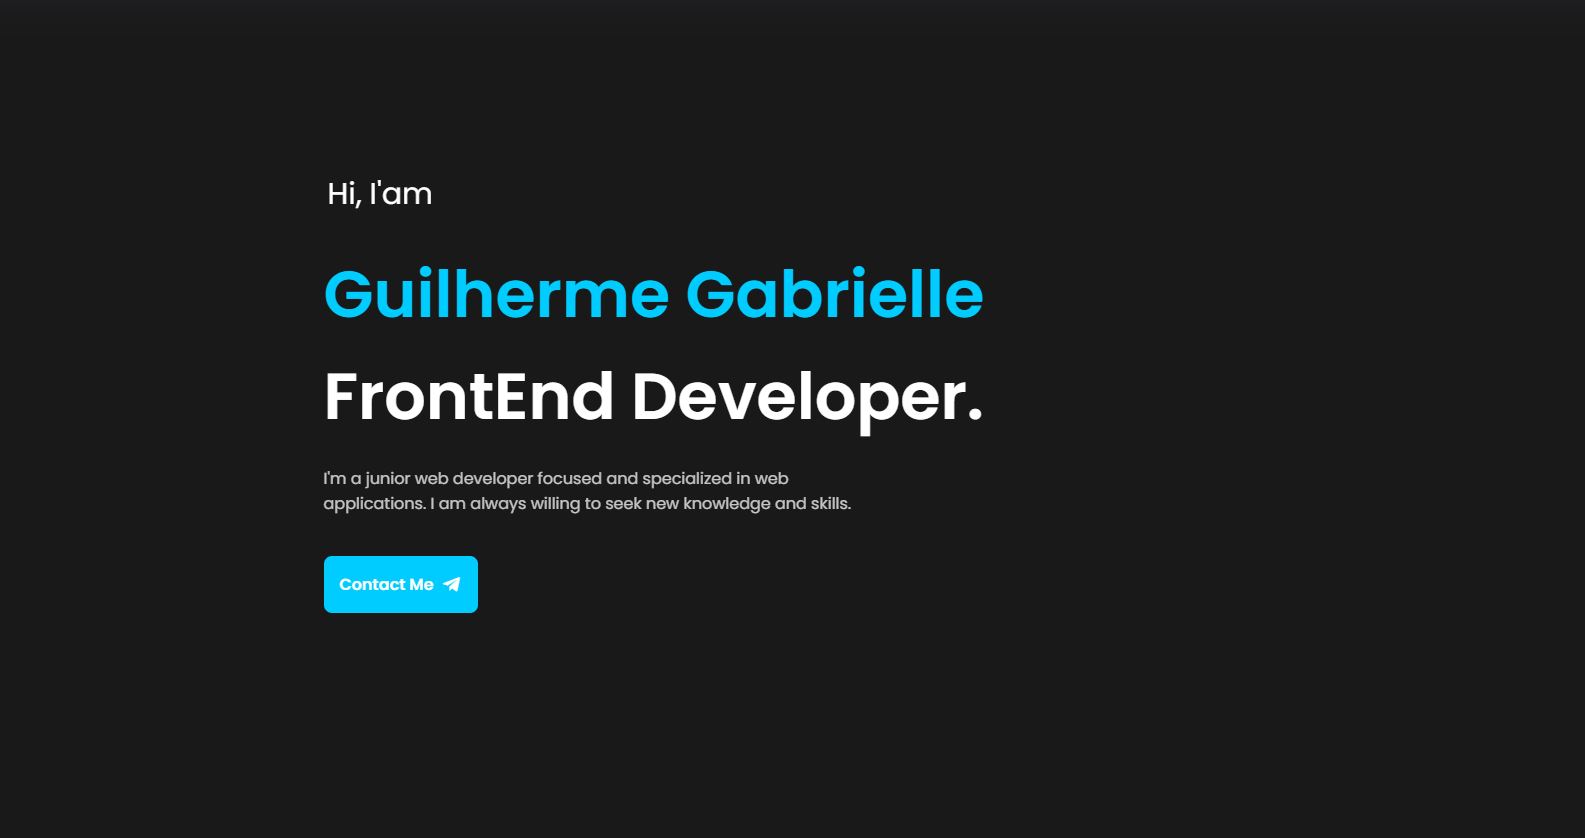 Hi, I'am
Guilherme Gabrielle
FrontEnd Developer.
I'm a junior web developer focused and specialized in web
applications. I am always willing to seek new knowledge and skills.
Contact Me